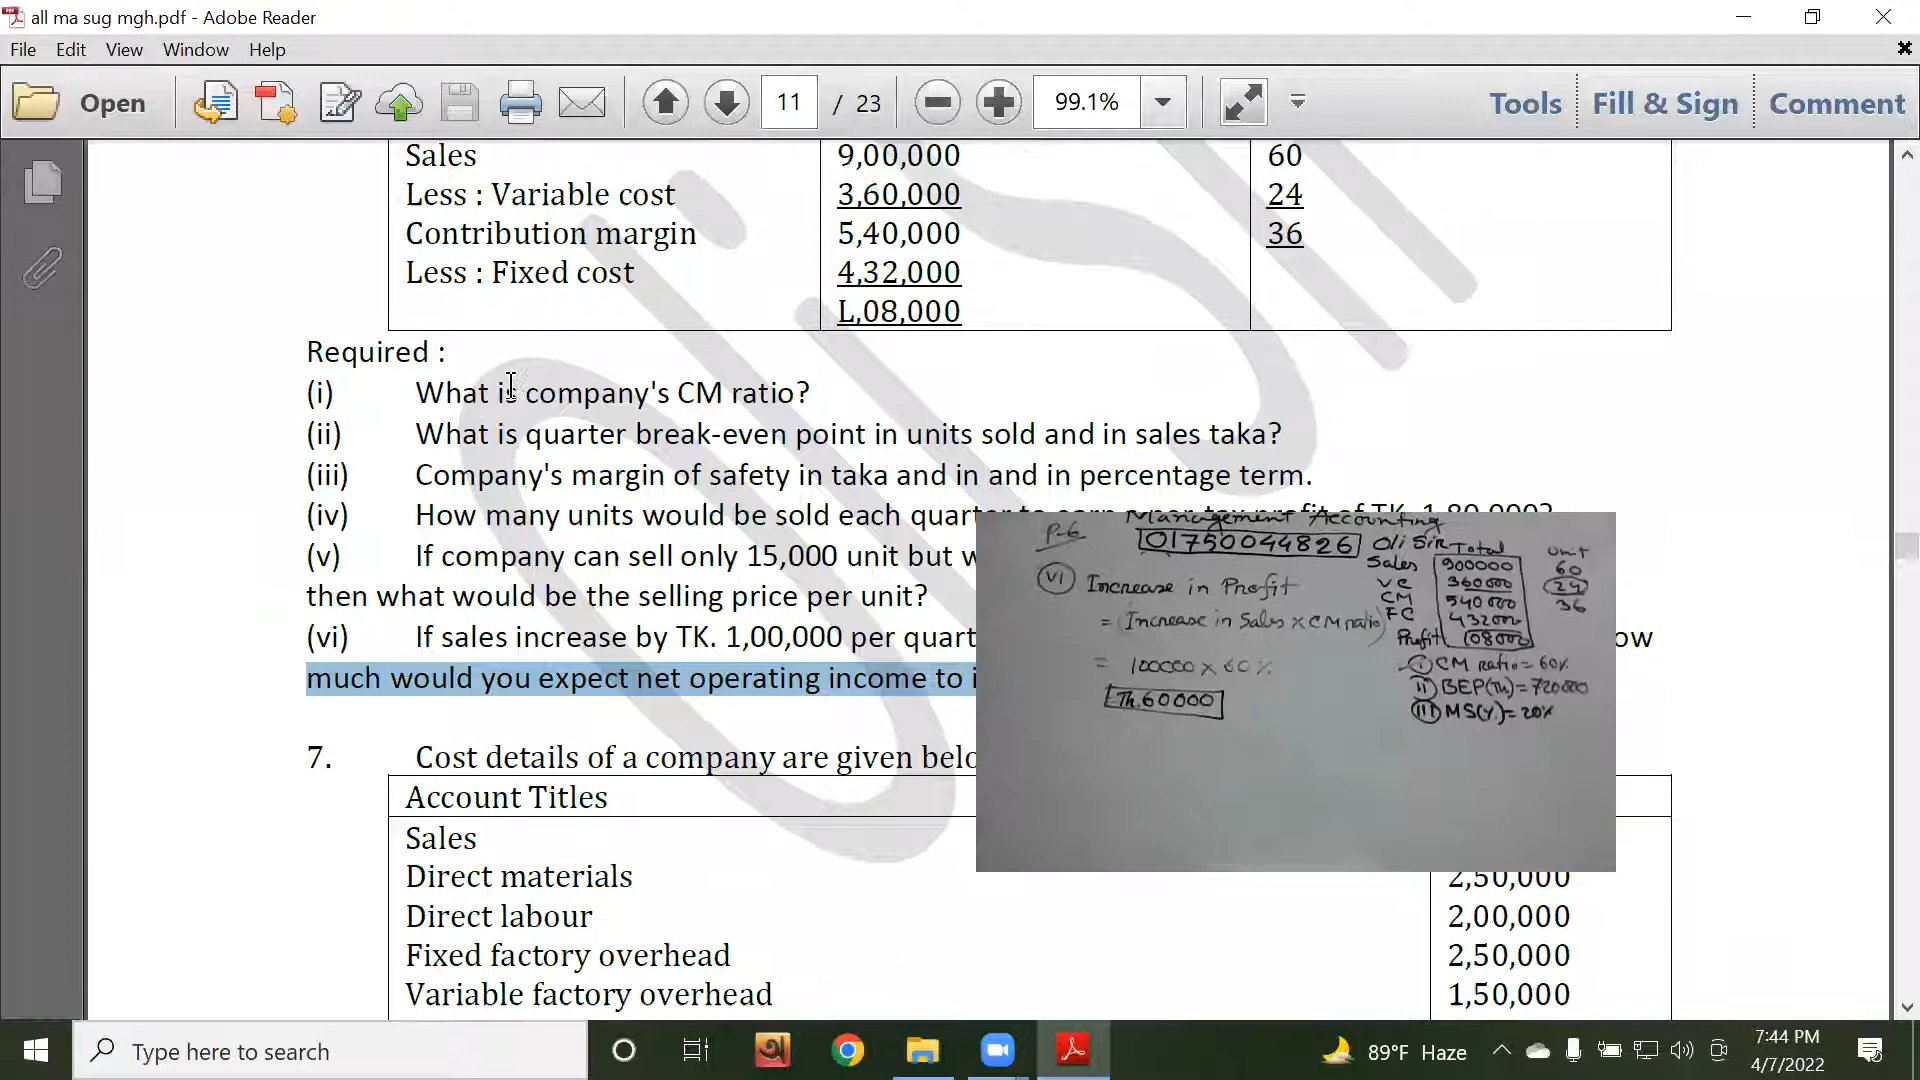 all ma sug mgh.pdf - Adobe Reader
File Edit View Window Help
Open 11 / 23 99.1% Tools Fill & Sign Comment
Sales 9,00,000 60
Less : Variable cost 3,60,000 24
Contribution margin 5,40,000 36
Less : Fixed cost 4,32,000
L,08,000
Required :
(i) What is company's CM ratio?
(ii) What is quarter break-even point in units sold and in sales taka?
(iii) Company's margin of safety in taka and in and in percentage term.
(iv) How many units would be sold each quart
(v) If company can sell only 15,000 unit but
then what would be the selling price per unit?
(vi) If sales increase by TK. 1,00,000 per quart
much would you expect net operating income to
7. Cost details of a company are given
Account Titles
Sales
Direct materials 2,50,000
Direct labour 2,00,000
Fixed factory overhead 2,50,000
Variable factory overhead 1,50,000
Management Accounting
P-6 01750044826 Oli Sir
Total Unit
Sales 900000 60
VC 360000 24
CM 540000 36
FC 432000
Profit 108000
(VI) Increase in Profit
= (Increase in Sales × CM ratio)
= 100000 × 60%
Tk. 60000
(I) CM ratio = 60%
(II) BEP(Tk) = 720000
(III) MS(%) = 20%
Type here to search
89°F Haze
7:44 PM
4/7/2022